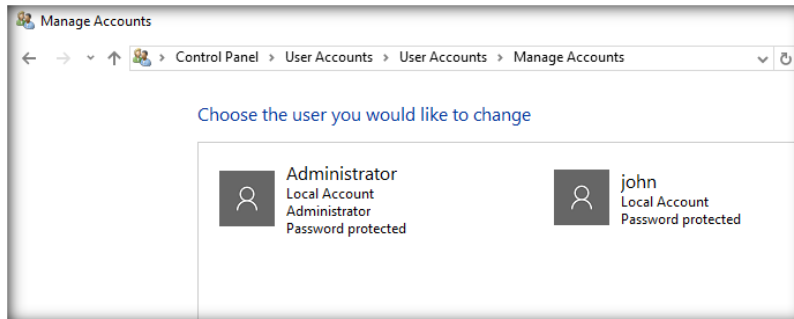 Manage Accounts
Control Panel > User Accounts > User Accounts > Manage Accounts
Choose the user you would like to change
Administrator
Local Account
Administrator
Password protected
john
Local Account
Password protected